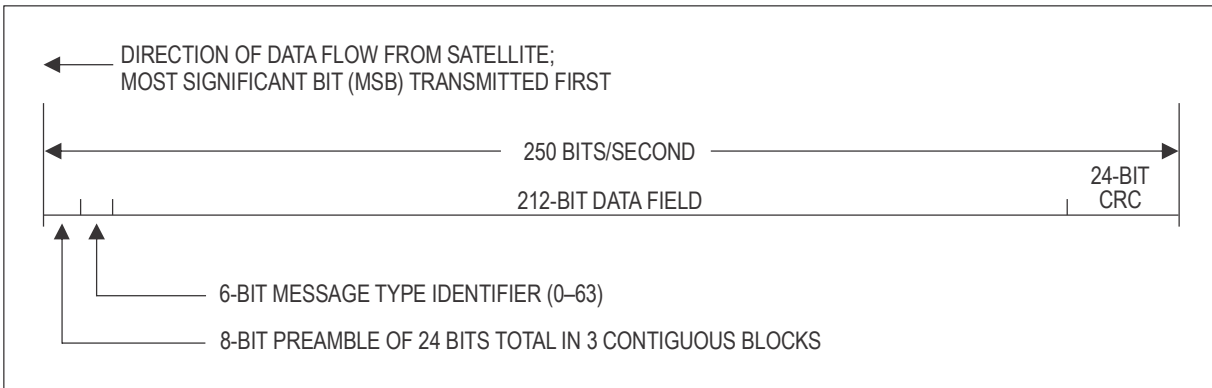 DIRECTION OF DATA FLOW FROM SATELLITE;
MOST SIGNIFICANT BIT (MSB) TRANSMITTED FIRST
250 BITS/SECOND
24-BIT
CRC
212-BIT DATA FIELD
6-BIT MESSAGE TYPE IDENTIFIER (0–63)
8-BIT PREAMBLE OF 24 BITS TOTAL IN 3 CONTIGUOUS BLOCKS